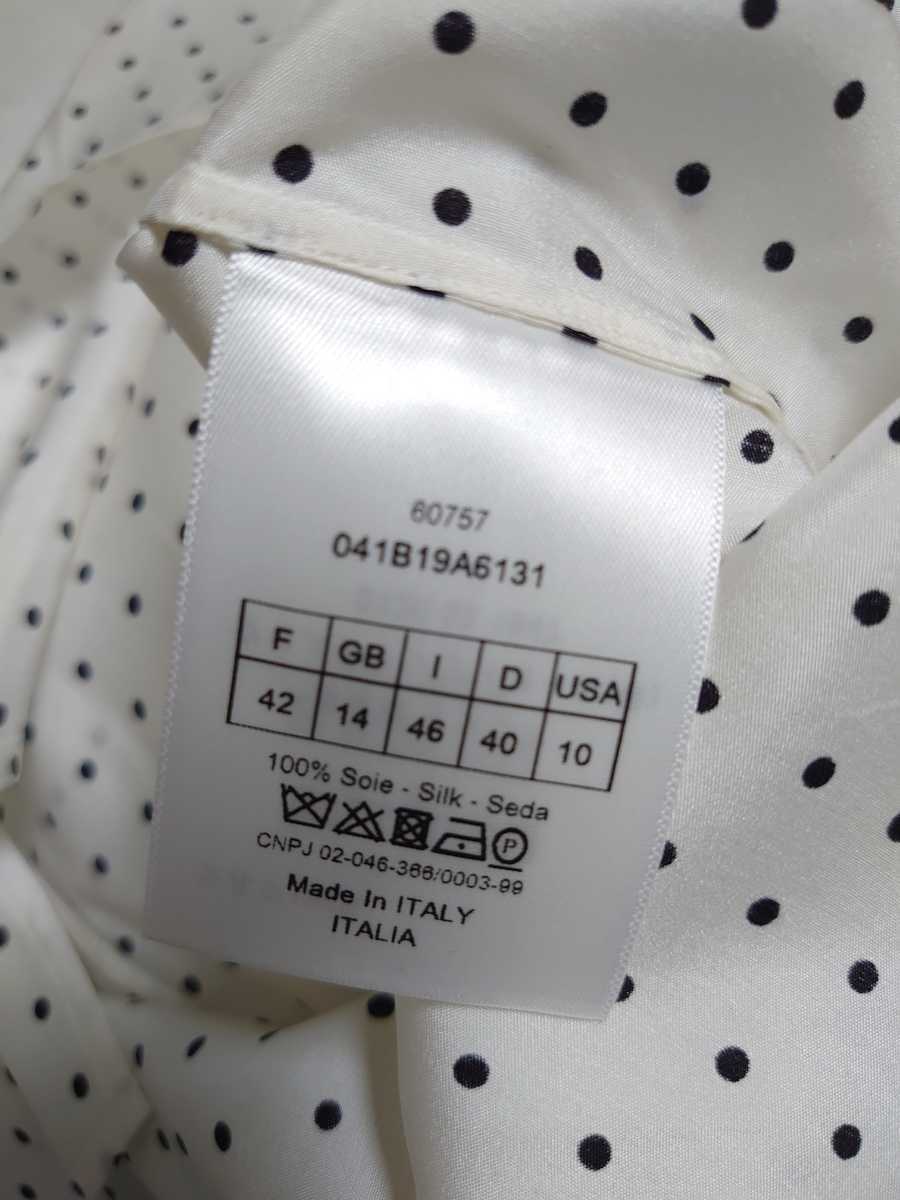 60757
041B19A6131
F GB I D USA
42 14 46 40 10
100% Soie - Silk - Seda
P
CNPJ 02-046-366/0003-99
Made In ITALY
ITALIA